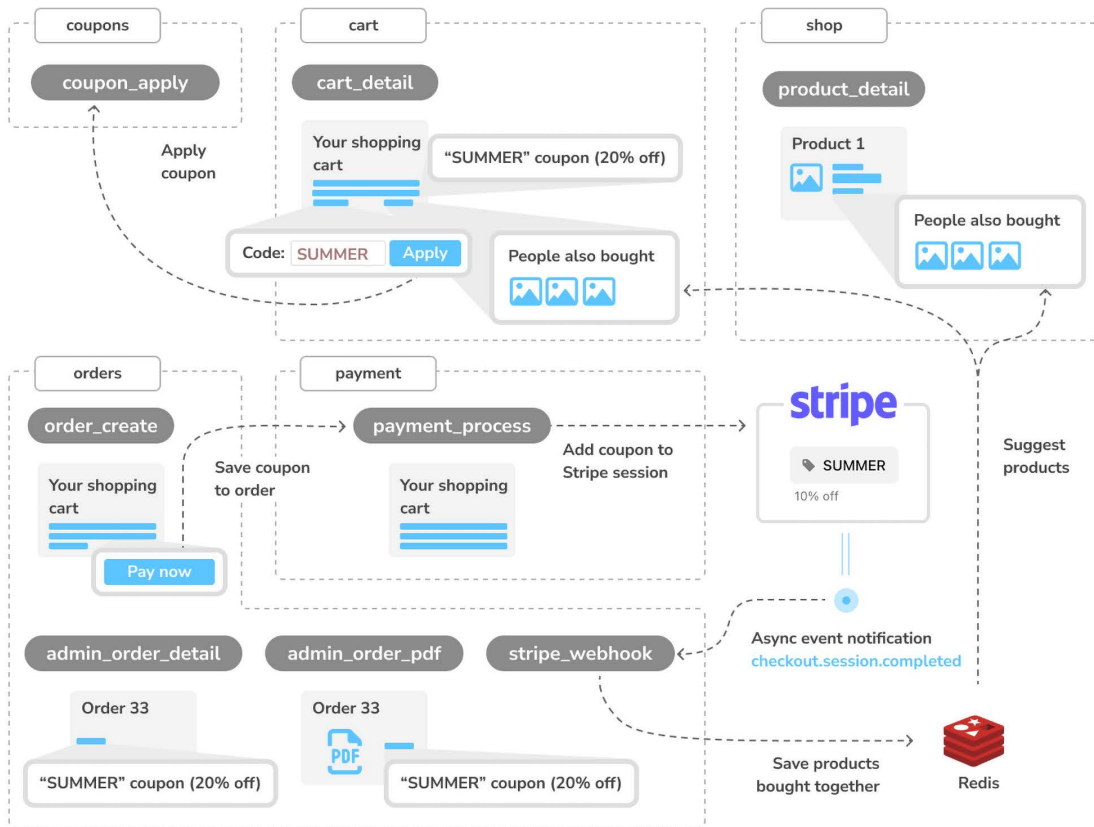 coupons
coupon_apply
Apply
coupon
cart
cart_detail
Your shopping
cart
“SUMMER” coupon (20% off)
Code: SUMMER Apply
People also bought
shop
product_detail
Product 1
People also bought
orders
order_create
Your shopping
cart
Pay now
Save coupon
to order
payment
payment_process
Your shopping
cart
Add coupon to
Stripe session
stripe
SUMMER
10% off
Suggest
products
Async event notification
checkout.session.completed
admin_order_detail
Order 33
“SUMMER” coupon (20% off)
admin_order_pdf
Order 33
PDF
“SUMMER” coupon (20% off)
stripe_webhook
Save products
bought together
Redis